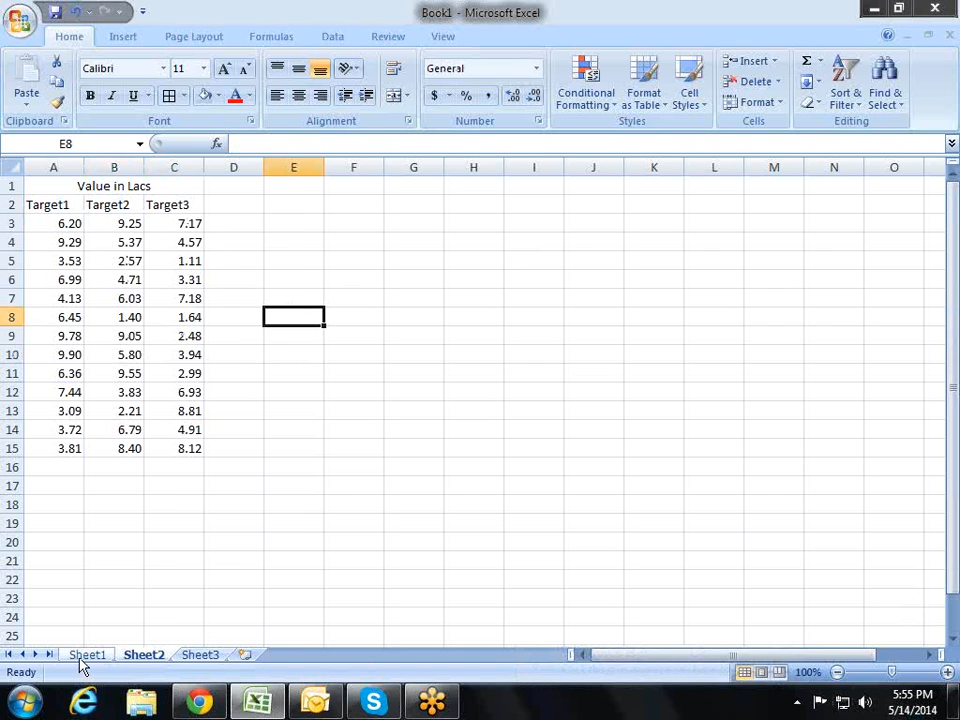 Book1 - Microsoft Excel
Home Insert Page Layout Formulas Data Review View
Calibri 11 General Insert Σ
Paste B I U $ % , Conditional Formatting Format as Table Cell Styles Delete Format Sort & Filter Find & Select
Clipboard Font Alignment Number Styles Cells Editing
E8 fx
A B C D E F G H I J K L M N O
1 Value in Lacs
2 Target1 Target2 Target3
3 6.20 9.25 7.17
4 9.29 5.37 4.57
5 3.53 2.57 1.11
6 6.99 4.71 3.31
7 4.13 6.03 7.18
8 6.45 1.40 1.64
9 9.78 9.05 2.48
10 9.90 5.80 3.94
11 6.36 9.55 2.99
12 7.44 3.83 6.93
13 3.09 2.21 8.81
14 3.72 6.79 4.91
15 3.81 8.40 8.12
16
17
18
19
20
21
22
23
24
25
Sheet1 Sheet2 Sheet3
Ready 100%
5:55 PM
5/14/2014